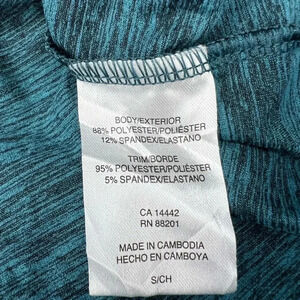 BODY/EXTERIOR
88% POLYESTER/POLIÉSTER
12% SPANDEX/ELASTANO
TRIM/BORDE
95% POLYESTER/POLIÉSTER
5% SPANDEX/ELASTANO
CA 14442
RN 88201
MADE IN CAMBODIA
HECHO EN CAMBOYA
S/CH